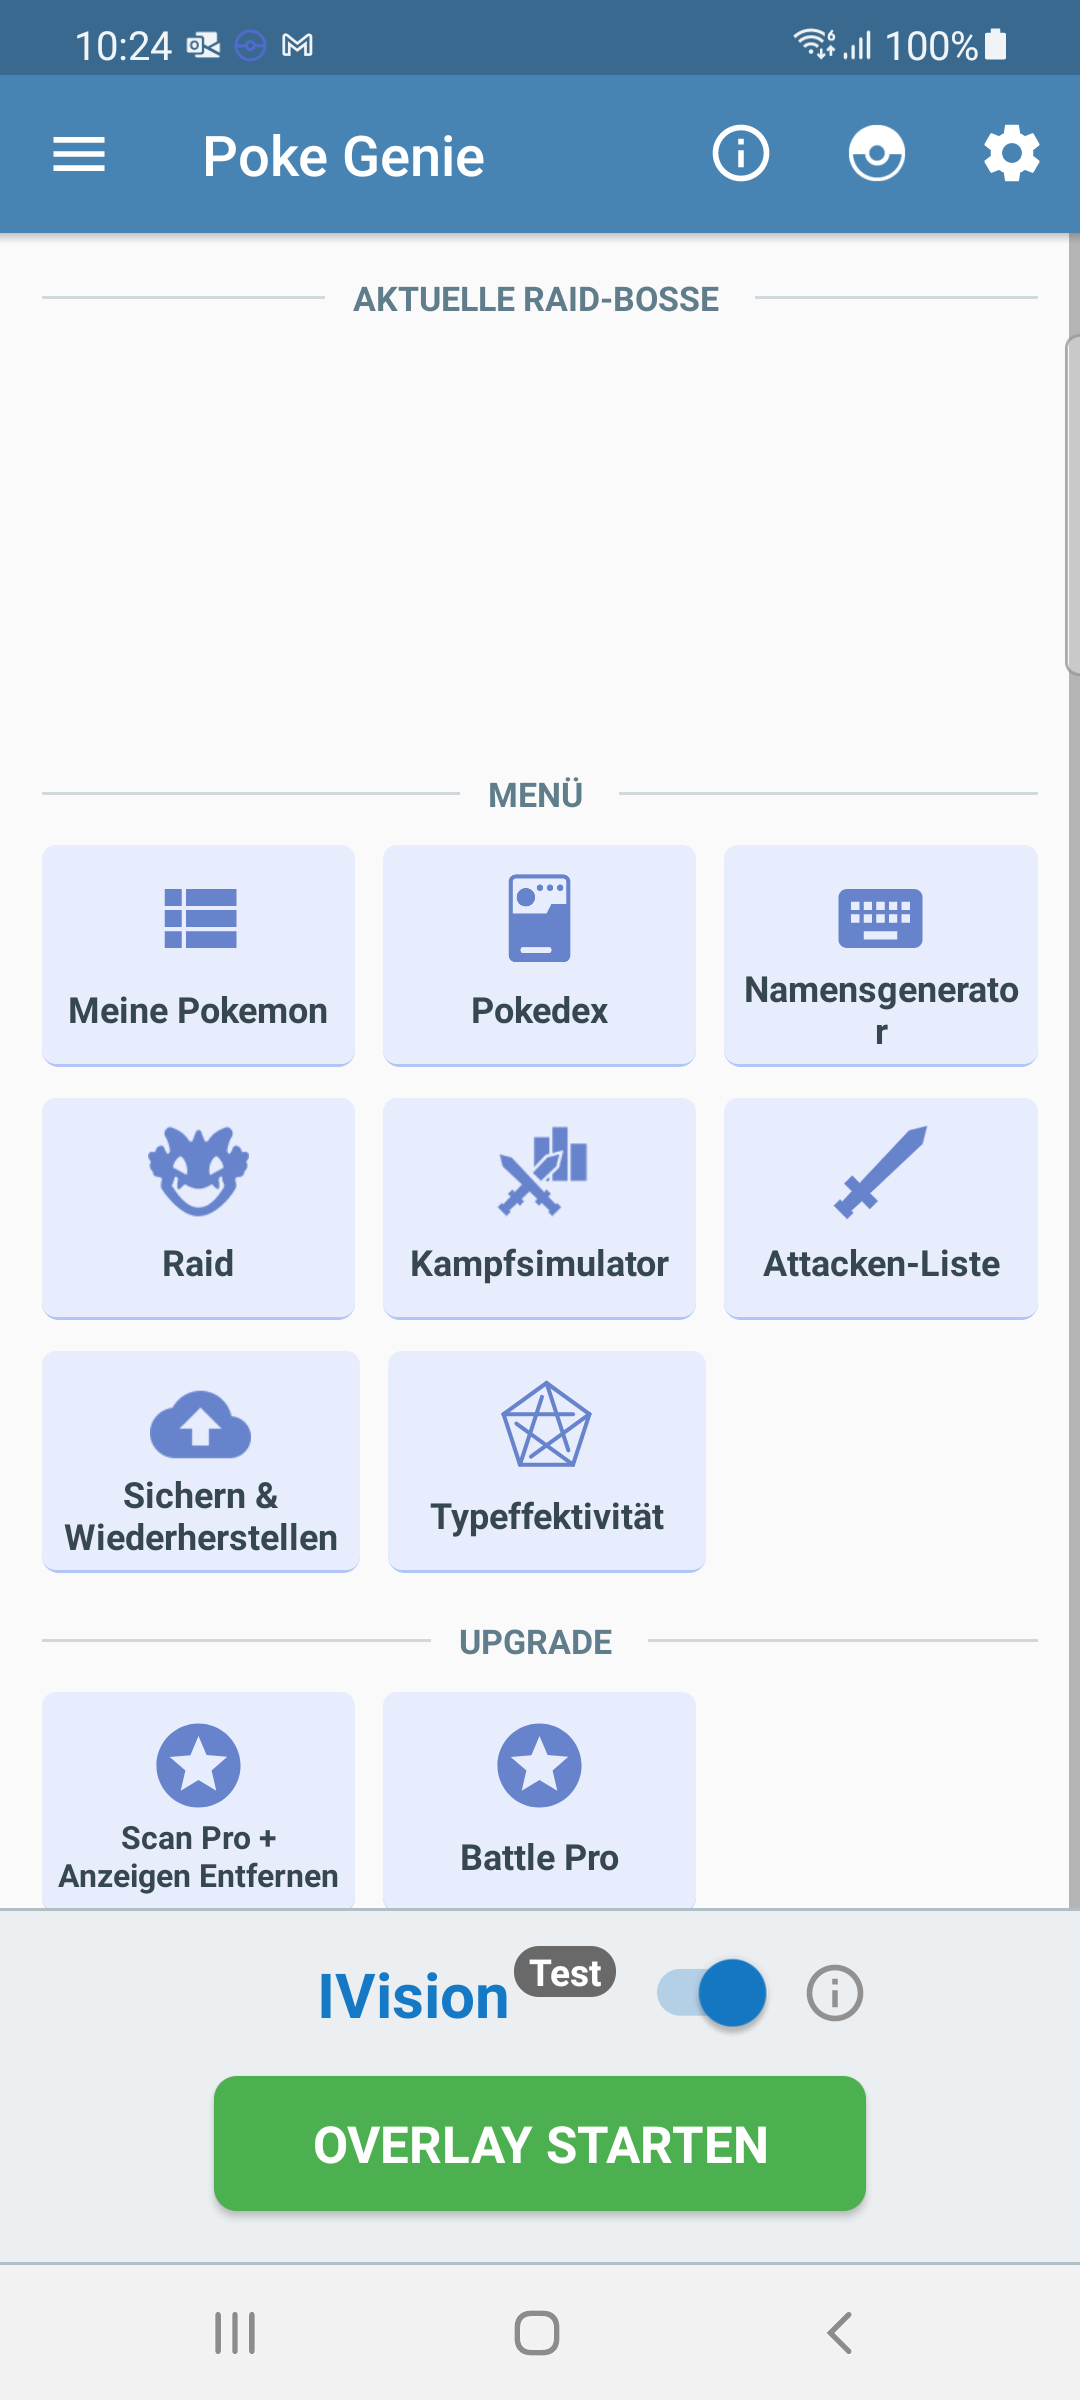 10:24
100%
Poke Genie
AKTUELLE RAID-BOSSE
MENÜ
Meine Pokemon
Pokedex
Namensgenerato
r
Raid
Kampfsimulator
Attacken-Liste
Sichern &
Wiederherstellen
Typeffektivität
UPGRADE
Scan Pro +
Anzeigen Entfernen
Battle Pro
IVision
Test
OVERLAY STARTEN